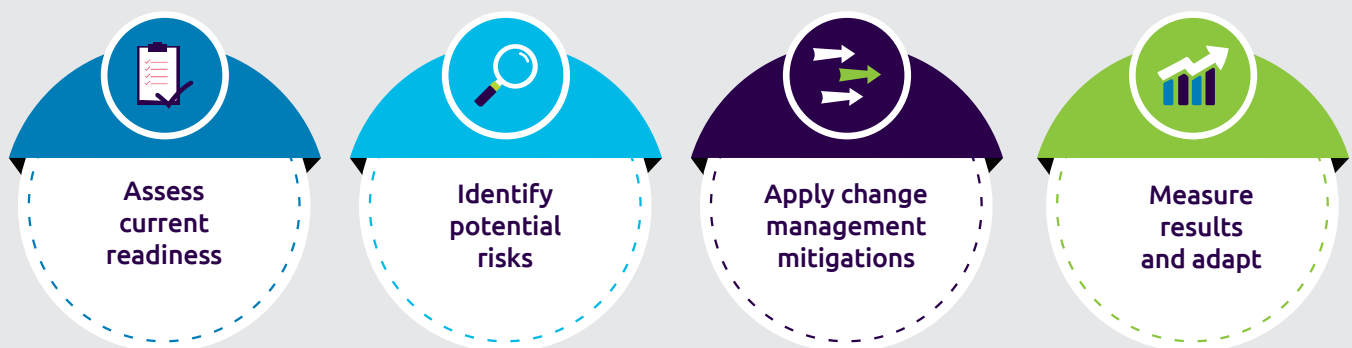 Assess
current
readiness
Identify
potential
risks
Apply change
management
mitigations
Measure
results
and adapt